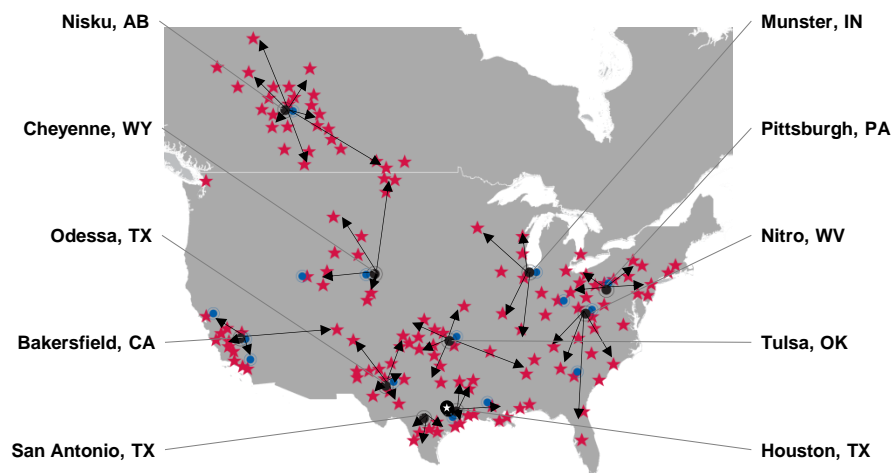 Nisku, AB
Munster, IN
Cheyenne, WY
Pittsburgh, PA
Odessa, TX
Nitro, WV
Bakersfield, CA
Tulsa, OK
San Antonio, TX
Houston, TX